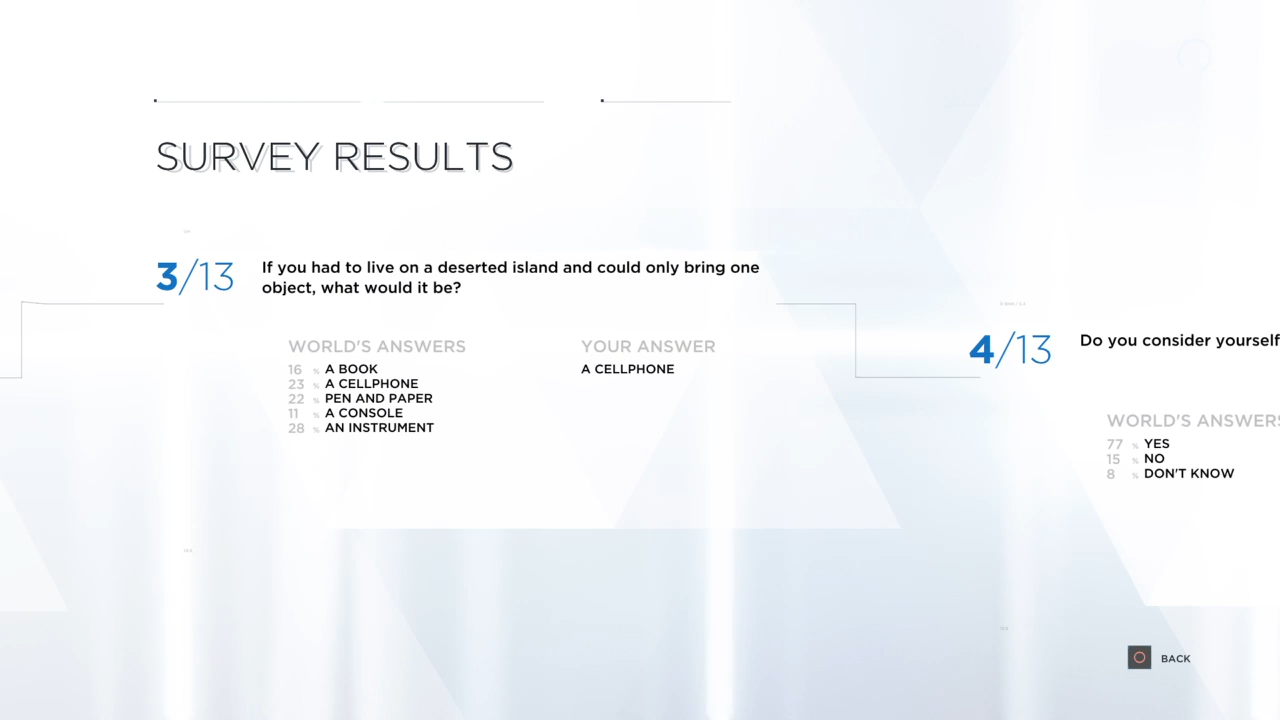 SURVEY RESULTS
3/13
If you had to live on a deserted island and could only bring one
object, what would it be?
WORLD'S ANSWERS
16 % A BOOK
23 % A CELLPHONE
22 % PEN AND PAPER
11 % A CONSOLE
28 % AN INSTRUMENT
YOUR ANSWER
A CELLPHONE
4/13
Do you consider yourself
WORLD'S ANSWERS
77 % YES
15 % NO
8 % DON'T KNOW
BACK